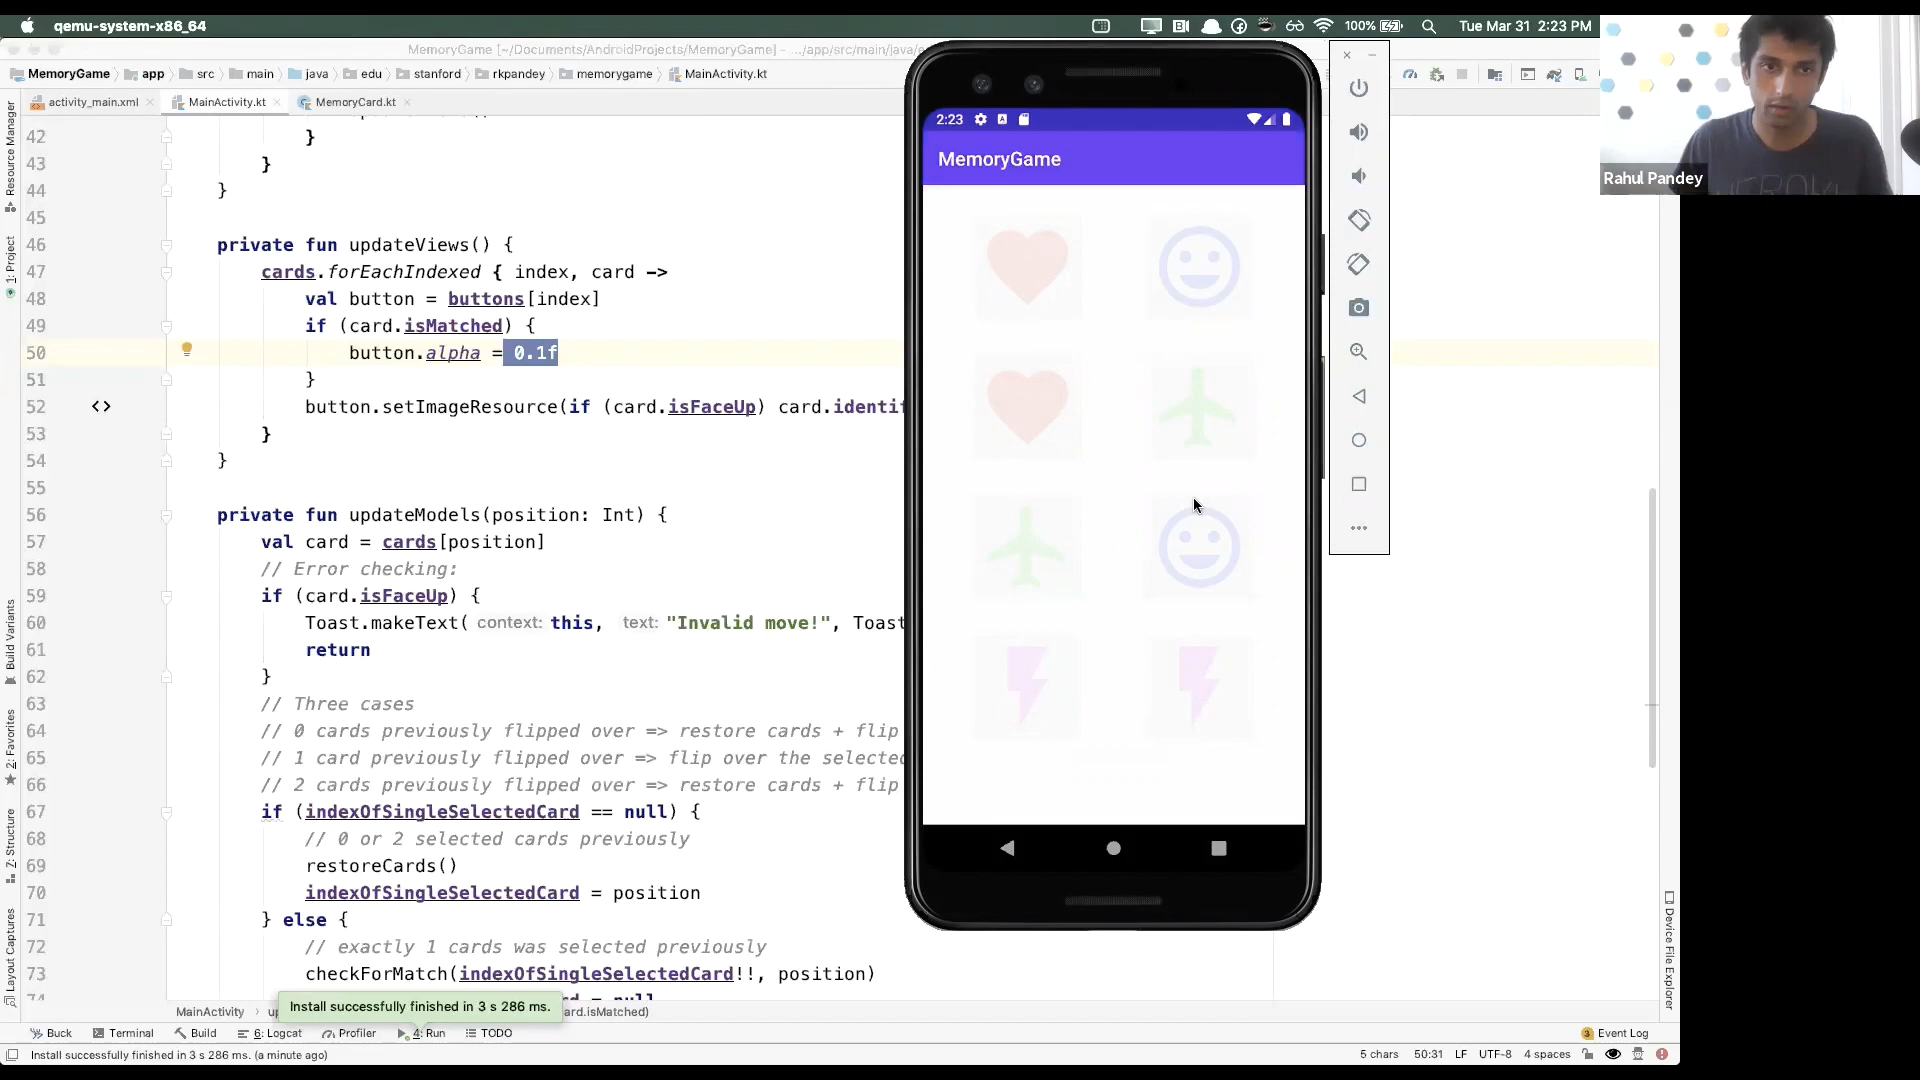 qemu-system-x86_64
100%
Tue Mar 31 2:23 PM
MemoryGame [~/Documents/AndroidProjects/MemoryGame] - .../app/src/main/java/e
MemoryGame
app
src
main
java
edu
stanford
rkpandey
memorygame
MainActivity.kt
activity_main.xml
MainActivity.kt
MemoryCard.kt
Resource Manager
1: Project
Build Variants
2: Favorites
Z: Structure
Layout Captures
42 }
43 }
44 }
45
46 private fun updateViews() {
47 cards.forEachIndexed { index, card ->
48 val button = buttons[index]
49 if (card.isMatched) {
50 button.alpha = 0.1f
51 }
52 button.setImageResource(if (card.isFaceUp) card.identif
53 }
54 }
55
56 private fun updateModels(position: Int) {
57 val card = cards[position]
58 // Error checking:
59 if (card.isFaceUp) {
60 Toast.makeText( context: this, text: "Invalid move!", Toast
61 return
62 }
63 // Three cases
64 // 0 cards previously flipped over => restore cards + flip
65 // 1 card previously flipped over => flip over the selected
66 // 2 cards previously flipped over => restore cards + flip
67 if (indexOfSingleSelectedCard == null) {
68 // 0 or 2 selected cards previously
69 restoreCards()
70 indexOfSingleSelectedCard = position
71 } else {
72 // exactly 1 cards was selected previously
73 checkForMatch(indexOfSingleSelectedCard!!, position)
2:23
MemoryGame
Rahul Pandey
Device File Explorer
Install successfully finished in 3 s 286 ms.
MainActivity
ard.isMatched)
Buck
Terminal
Build
6: Logcat
Profiler
4: Run
TODO
3 Event Log
Install successfully finished in 3 s 286 ms. (a minute ago)
5 chars 50:31 LF UTF-8 4 spaces